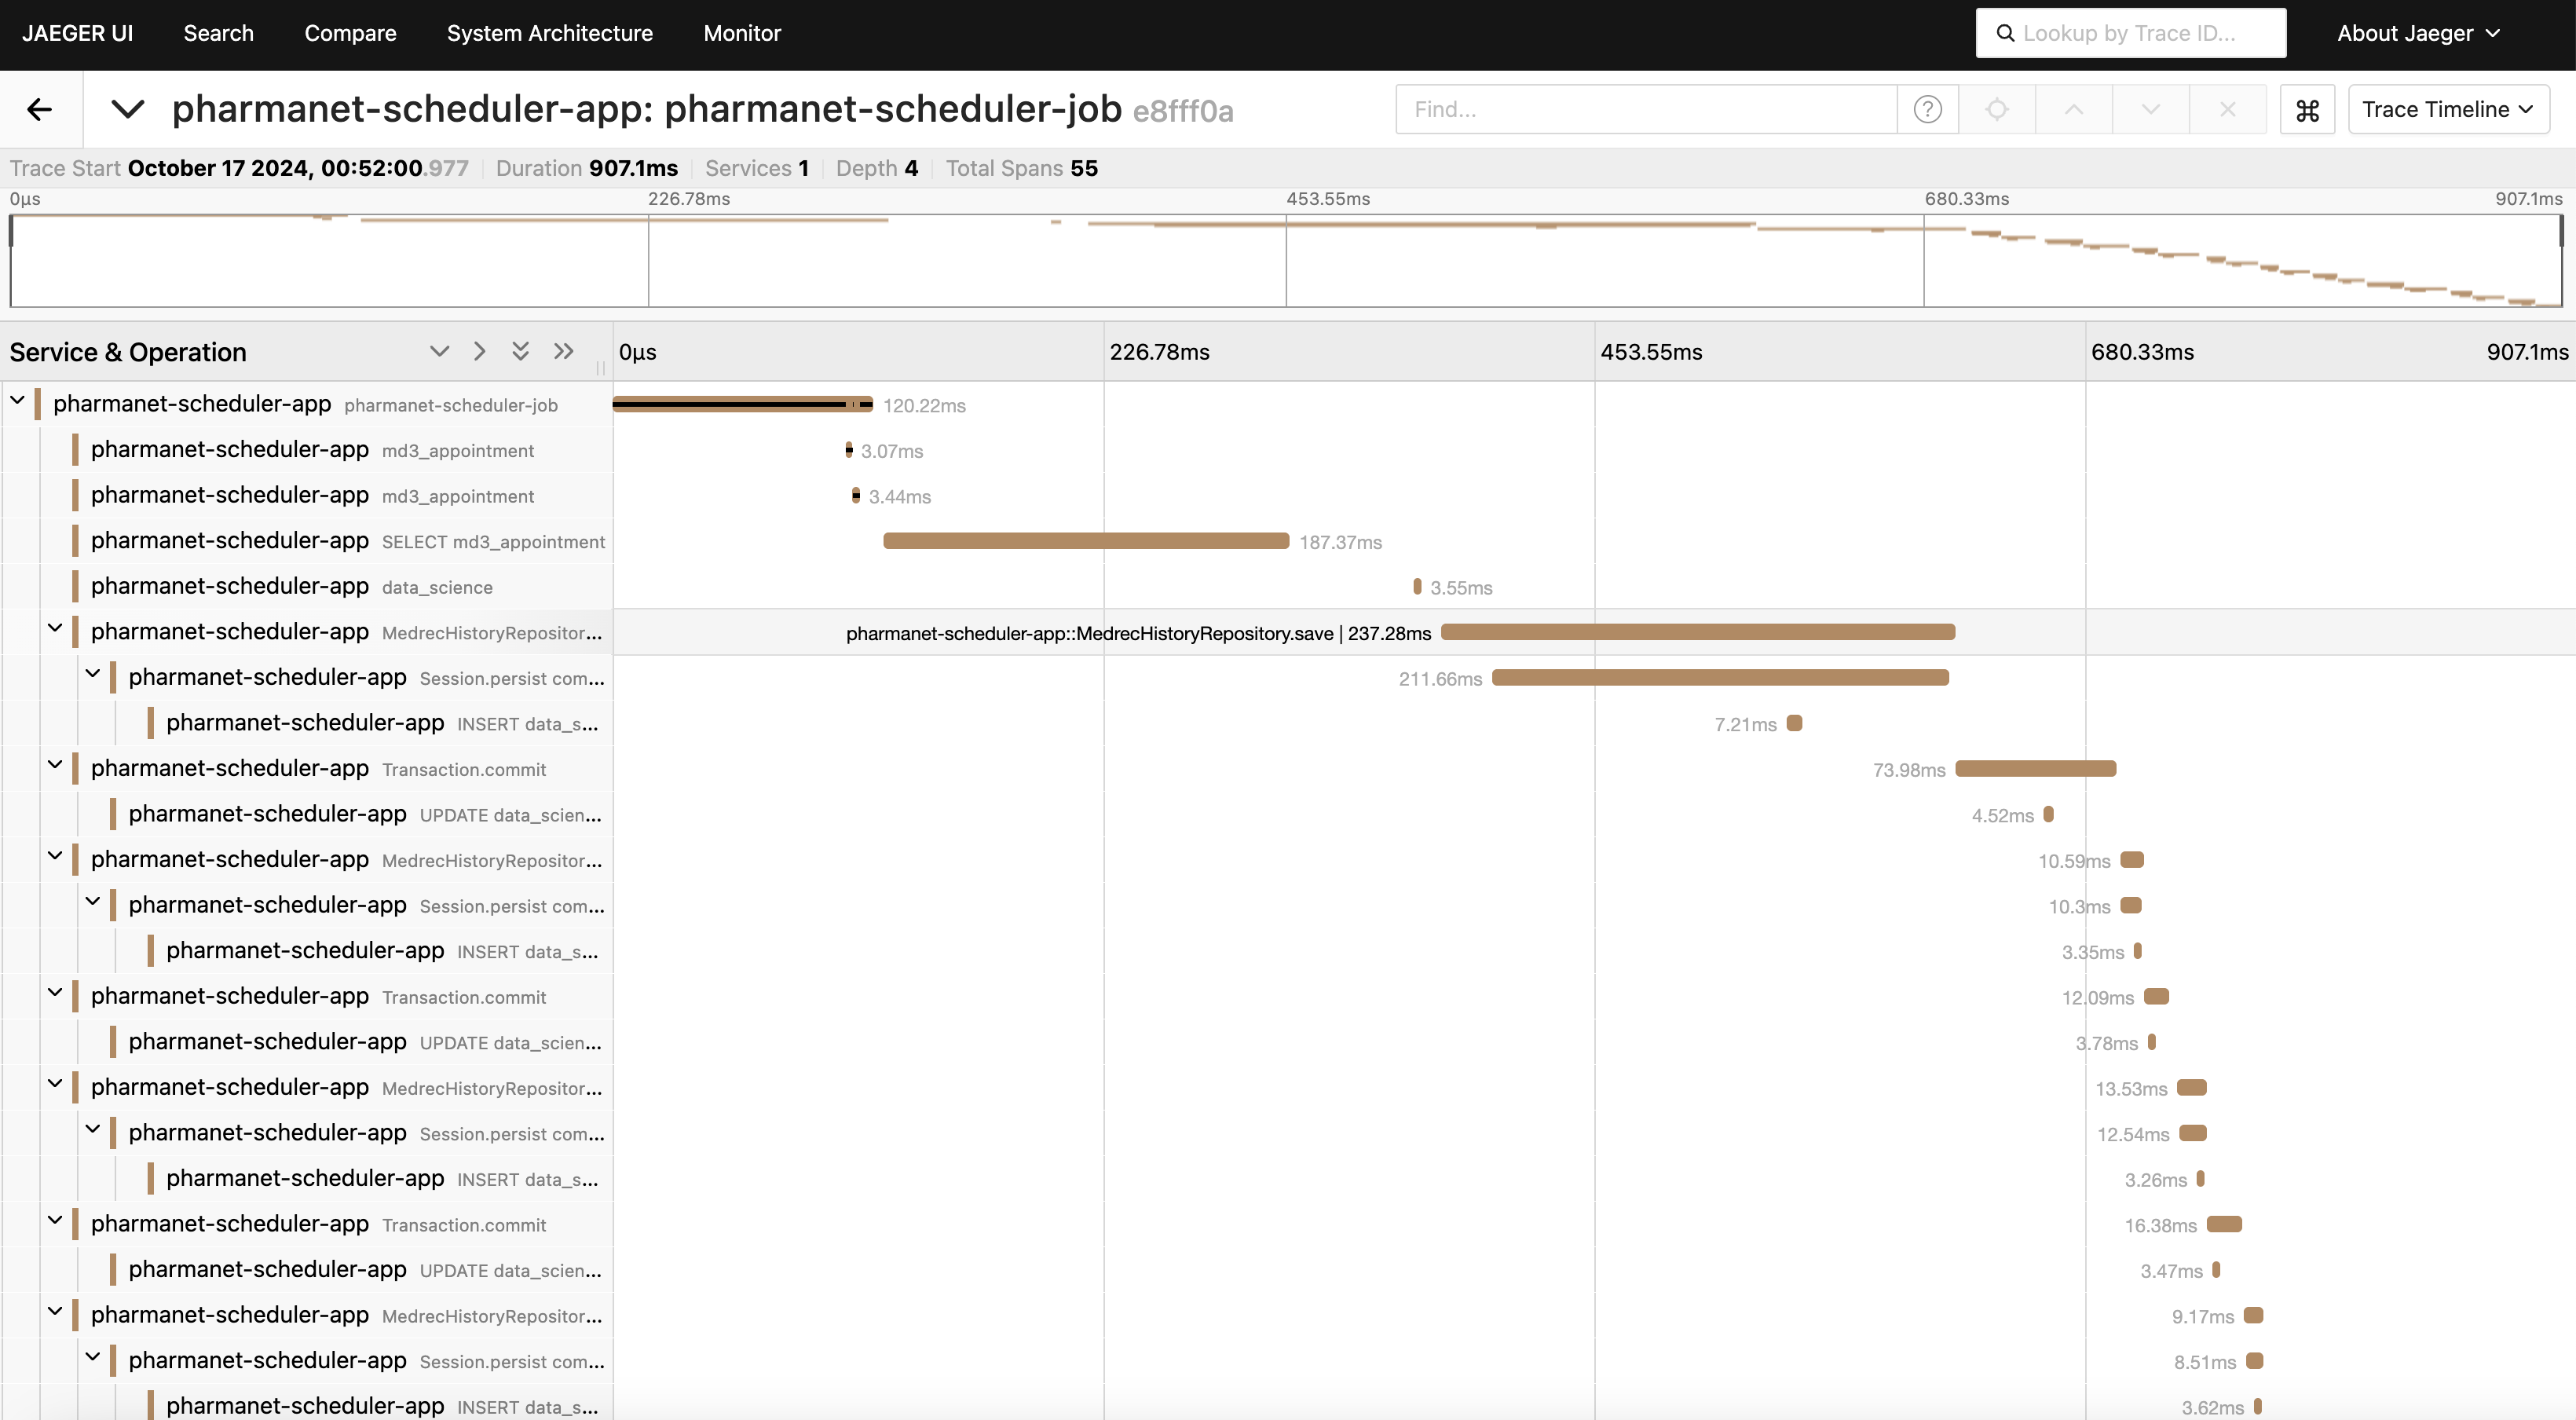 JAEGER UI Search Compare System Architecture Monitor Lookup by Trace ID... About Jaeger
pharmanet-scheduler-app: pharmanet-scheduler-job e8fff0a Find... ? ⌘ Trace Timeline
Trace Start October 17 2024, 00:52:00.977 Duration 907.1ms Services 1 Depth 4 Total Spans 55
0μs 226.78ms 453.55ms 680.33ms 907.1ms
Service & Operation 0μs 226.78ms 453.55ms 680.33ms 907.1ms
pharmanet-scheduler-app pharmanet-scheduler-job 120.22ms
pharmanet-scheduler-app md3_appointment 3.07ms
pharmanet-scheduler-app md3_appointment 3.44ms
pharmanet-scheduler-app SELECT md3_appointment 187.37ms
pharmanet-scheduler-app data_science 3.55ms
pharmanet-scheduler-app MedrecHistoryRepositor... pharmanet-scheduler-app::MedrecHistoryRepository.save | 237.28ms
pharmanet-scheduler-app Session.persist com... 211.66ms
pharmanet-scheduler-app INSERT data_s... 7.21ms
pharmanet-scheduler-app Transaction.commit 73.98ms
pharmanet-scheduler-app UPDATE data_scien... 4.52ms
pharmanet-scheduler-app MedrecHistoryRepositor... 10.59ms
pharmanet-scheduler-app Session.persist com... 10.3ms
pharmanet-scheduler-app INSERT data_s... 3.35ms
pharmanet-scheduler-app Transaction.commit 12.09ms
pharmanet-scheduler-app UPDATE data_scien... 3.78ms
pharmanet-scheduler-app MedrecHistoryRepositor... 13.53ms
pharmanet-scheduler-app Session.persist com... 12.54ms
pharmanet-scheduler-app INSERT data_s... 3.26ms
pharmanet-scheduler-app Transaction.commit 16.38ms
pharmanet-scheduler-app UPDATE data_scien... 3.47ms
pharmanet-scheduler-app MedrecHistoryRepositor... 9.17ms
pharmanet-scheduler-app Session.persist com... 8.51ms
pharmanet-scheduler-app INSERT data_s... 3.62ms